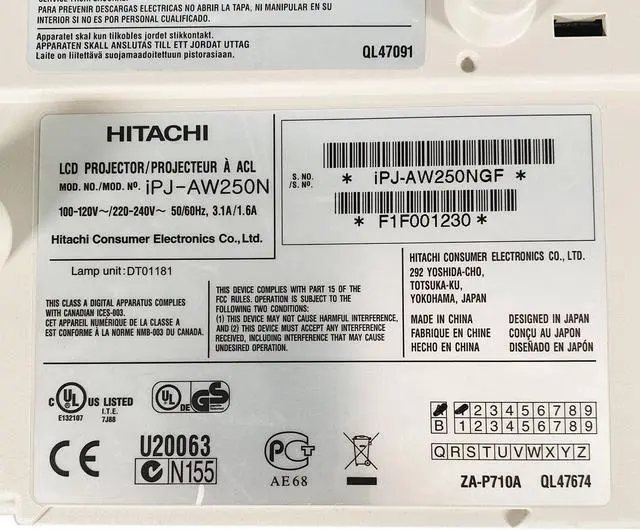 PARA PREVENIR DESCARGAS ELECTRICAS NO ABRIR LA TAPA, NI MANIPULAR EN SU
INTERIOR SI NO ES POR PERSONAL CUALIFICADO.
Apparatet skal kun tilkobles jordet stikkontakt.
APPARATEN SKALL ANSLUTAS TILL ETT JORDAT UTTAG
Laite on liitettävä suojamaadoitettuun pistorasiaan.
QL47091
HITACHI
LCD PROJECTOR/PROJECTEUR À ACL
MOD. NO./MOD. Nº. iPJ-AW250N
100-120V~/220-240V~ 50/60Hz, 3.1A/1.6A
Hitachi Consumer Electronics Co., Ltd.
S. NO.
/S. Nº.
* iPJ-AW250NGF *
* F1F001230 *
Lamp unit:DT01181
THIS CLASS A DIGITAL APPARATUS COMPLIES
WITH CANADIAN ICES-003.
CET APPAREIL NUMÉRIQUE DE LA CLASSE A
EST CONFORME À LA NORME NMB-003 DU CANADA.
THIS DEVICE COMPLIES WITH PART 15 OF THE
FCC RULES. OPERATION IS SUBJECT TO THE
FOLLOWING TWO CONDITIONS:
(1) THIS DEVICE MAY NOT CAUSE HARMFUL INTERFERENCE,
AND (2) THIS DEVICE MUST ACCEPT ANY INTERFERENCE
RECEIVED, INCLUDING INTERFERENCE THAT MAY CAUSE
UNDESIRED OPERATION.
HITACHI CONSUMER ELECTRONICS CO., LTD.
292 YOSHIDA-CHO,
TOTSUKA-KU,
YOKOHAMA, JAPAN
MADE IN CHINA DESIGNED IN JAPAN
FABRIQUE EN CHINE CONÇU AU JAPON
HECHO EN CHINA DISEÑADO EN JAPÓN
C UL US LISTED
I.T.E.
E132107 7J88
UL DE GS
CE
U20063
N155
PCT
AE68
2 3 4 5 6 7 8 9
B 1 2 3 4 5 6 7 8 9
Q R S T U V W X Y Z
ZA-P710A QL47674